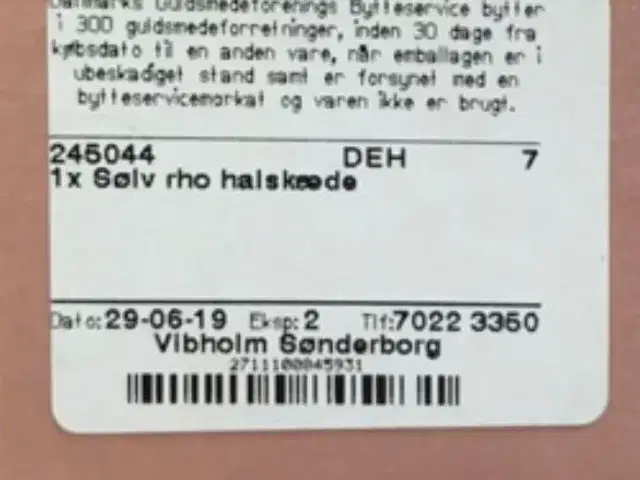 Danmarks Guldsmedeforenings Bytteservice bytter
i 300 guldsmedeforretninger, inden 30 dage fra
købsdato til en anden vare, når emballagen er i
ubeskadiget stand samt er forsynet med en
bytteservicemærkat og varen ikke er brugt.
245044 DEH 7
1x Sølv rho halskæde
Dato: 29-06-19 Eksp: 2 Tlf: 7022 3350
Vibholm Sønderborg
2711100845931